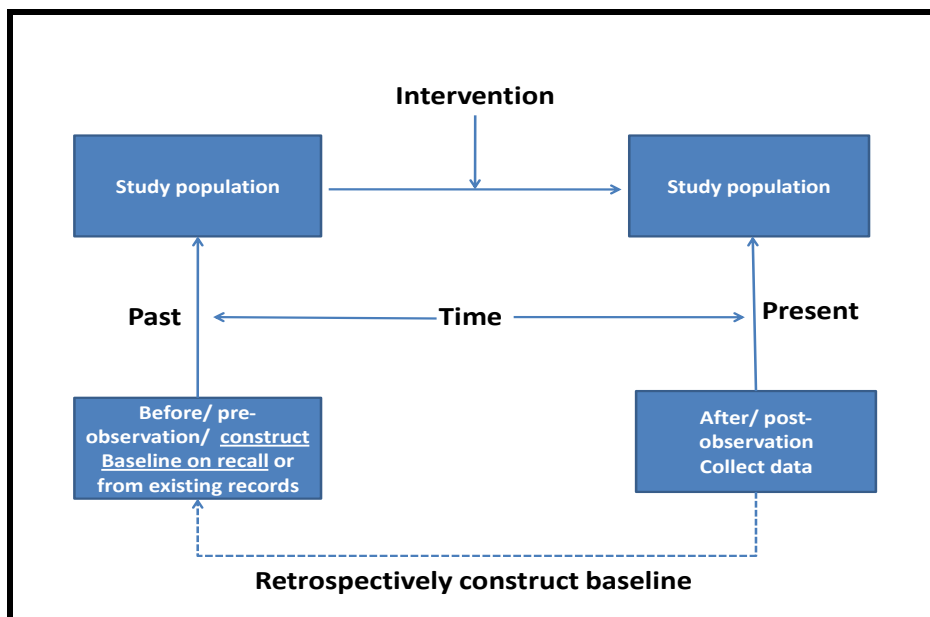 Intervention
Study population
Study population
Past
Time
Present
Before/ pre-
observation/ construct
Baseline on recall or
from existing records
After/ post-
observation
Collect data
Retrospectively construct baseline